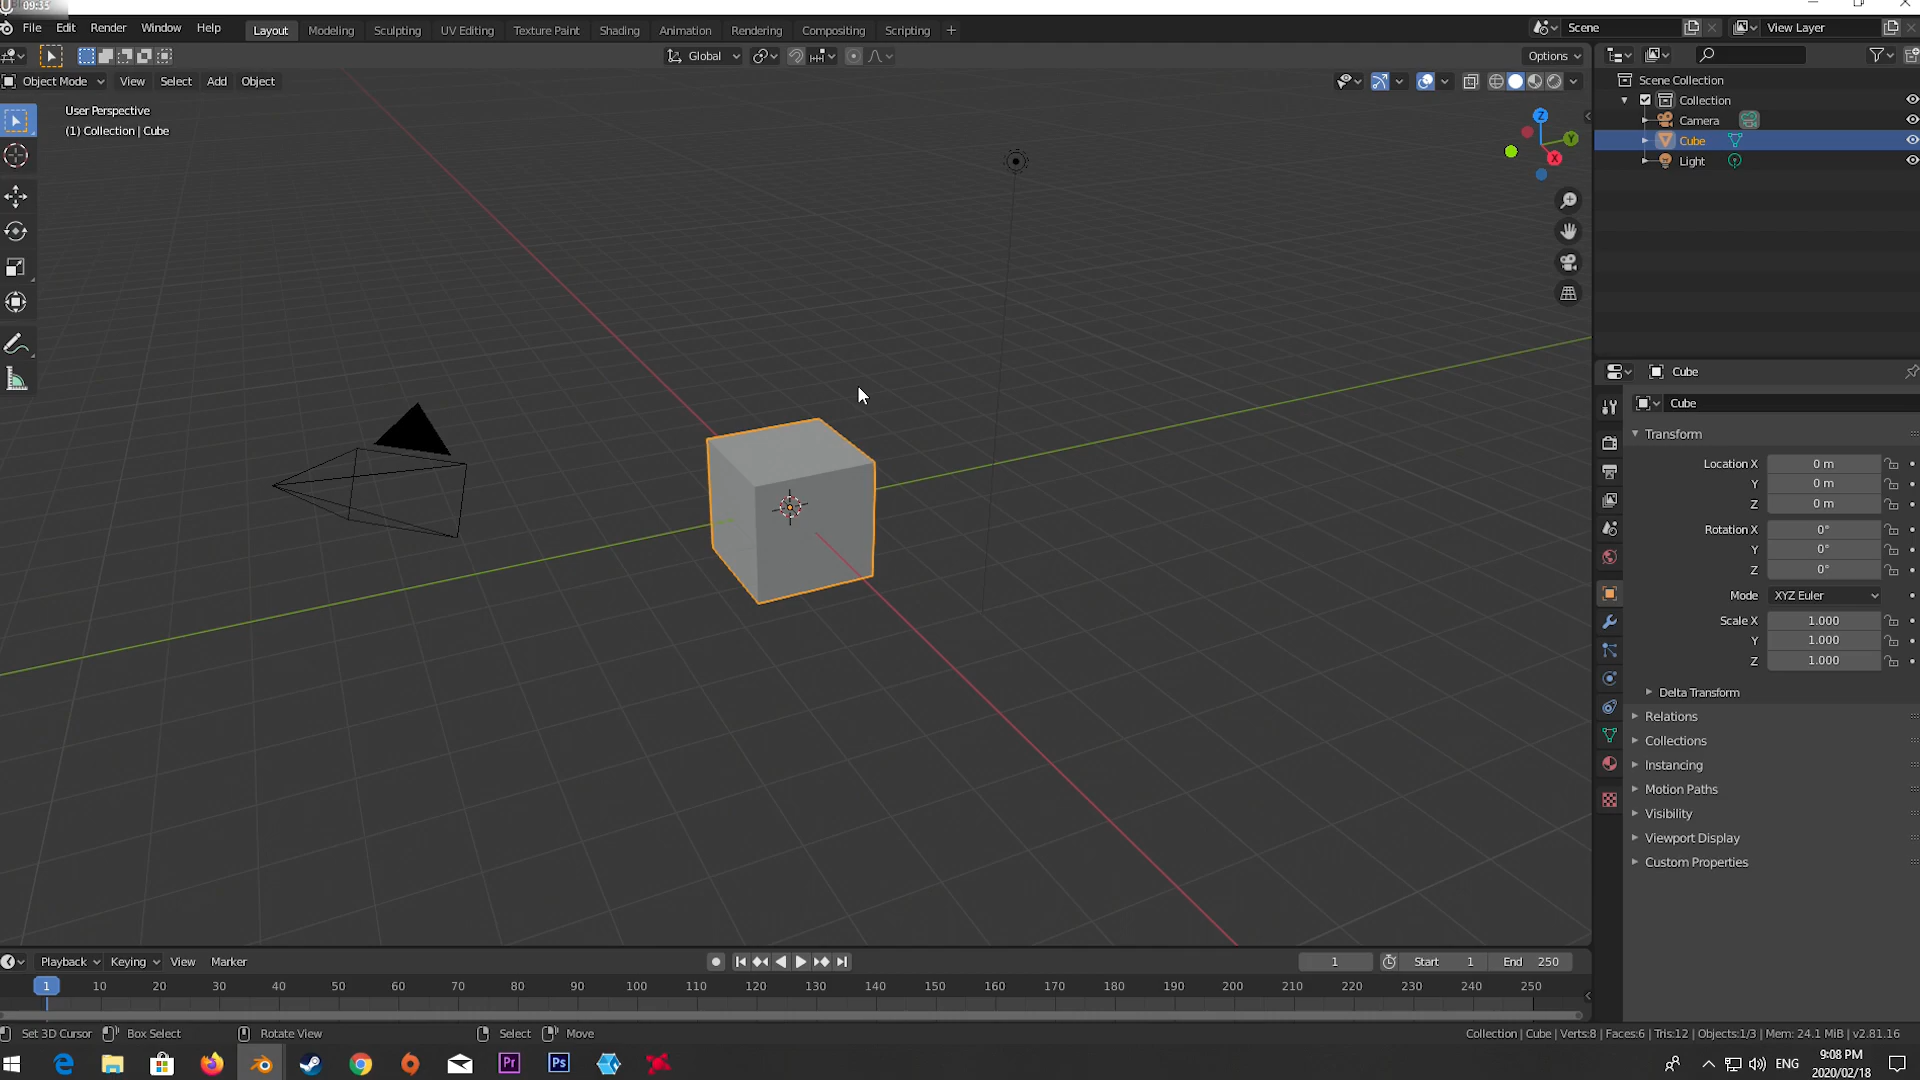 09:35
File Edit Render Window Help Layout Modeling Sculpting UV Editing Texture Paint Shading Animation Rendering Compositing Scripting + Scene View Layer
Global Options
Object Mode View Select Add Object
User Perspective
(1) Collection | Cube
Z
Y
X
Scene Collection
Collection
Camera
Cube
Light
Cube
Cube
Transform
Location X 0 m
Y 0 m
Z 0 m
Rotation X 0°
Y 0°
Z 0°
Mode XYZ Euler
Scale X 1.000
Y 1.000
Z 1.000
Delta Transform
Relations
Collections
Instancing
Motion Paths
Visibility
Viewport Display
Custom Properties
Playback Keying View Marker 1 Start 1 End 250
1 10 20 30 40 50 60 70 80 90 100 110 120 130 140 150 160 170 180 190 200 210 220 230 240 250
Set 3D Cursor Box Select Rotate View Select Move Collection | Cube | Verts:8 | Faces:6 | Tris:12 | Objects:1/3 | Mem: 24.1 MiB | v2.81.16
Pr Ps ENG 9:08 PM
2020/02/18